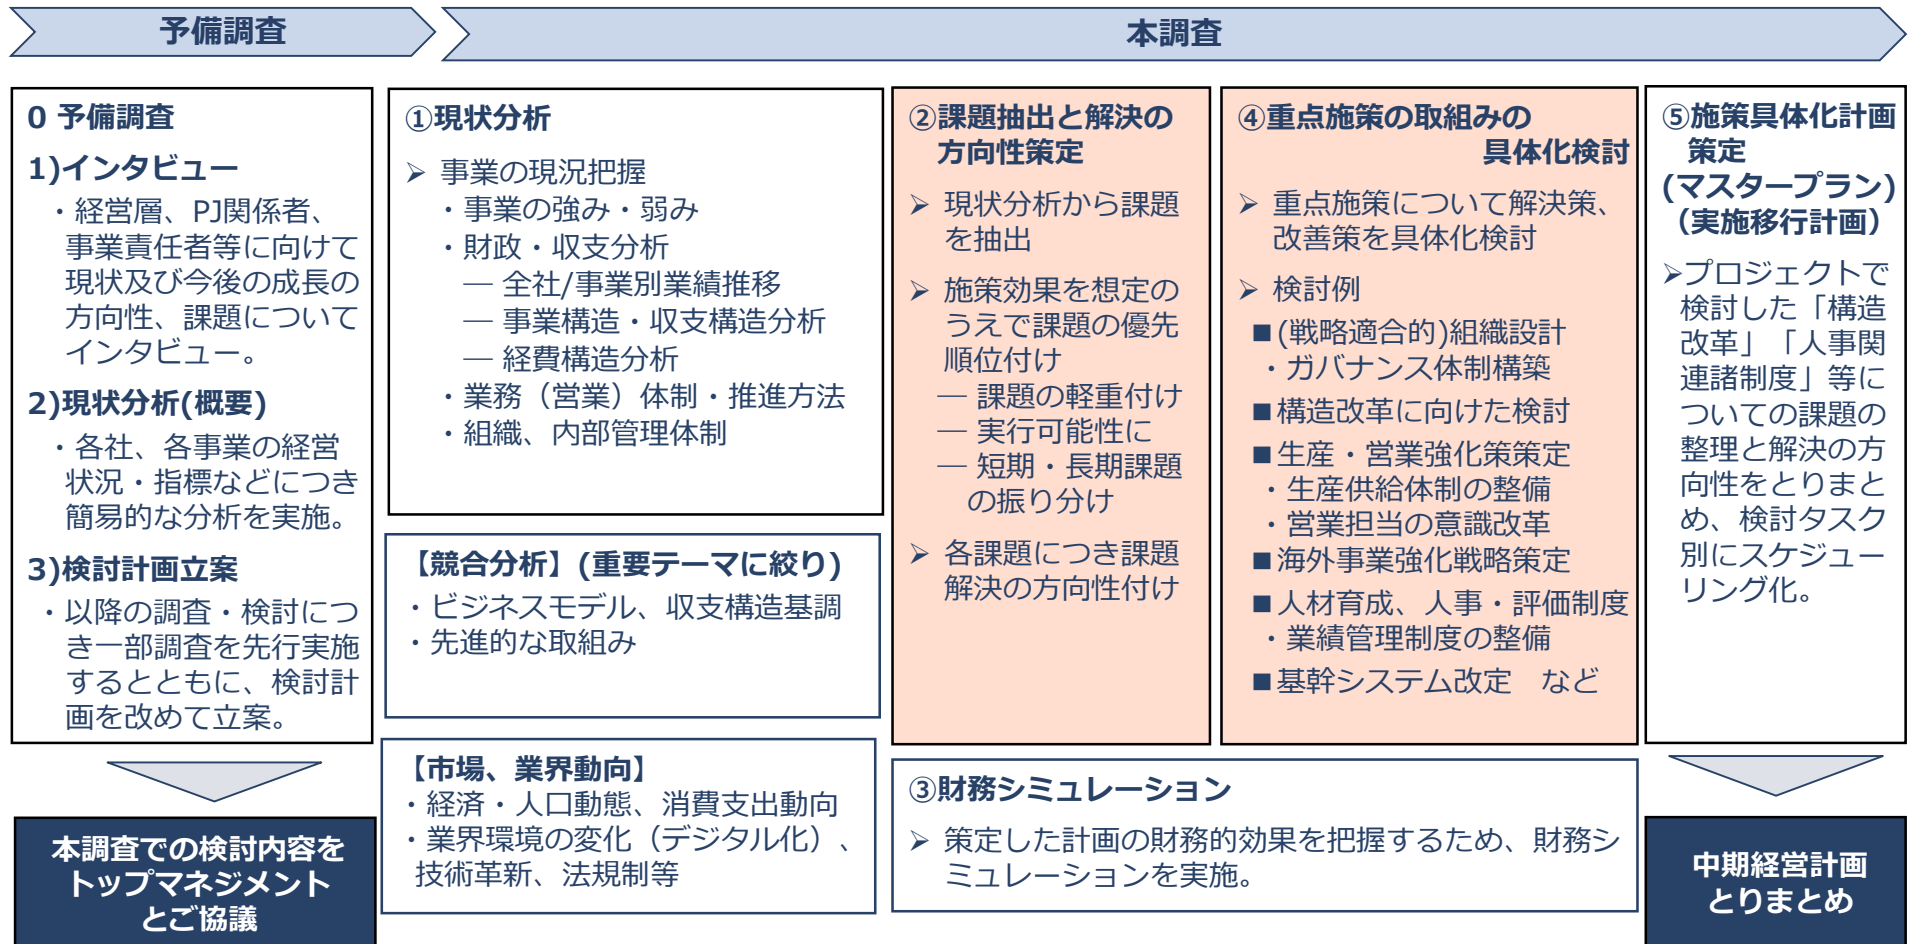 予備調査
本調査
0 予備調査
1)インタビュー
・経営層、PJ関係者、
事業責任者等に向けて
現状及び今後の成長の
方向性、課題について
インタビュー。
2)現状分析(概要)
・各社、各事業の経営
状況・指標などにつき
簡易的な分析を実施。
3)検討計画立案
・以降の調査・検討につ
き一部調査を先行実施
するとともに、検討計
画を改めて立案。
本調査での検討内容を
トップマネジメント
とご協議
①現状分析
➢ 事業の現況把握
・事業の強み・弱み
・財政・収支分析
― 全社/事業別業績推移
― 事業構造・収支構造分析
― 経費構造分析
・業務（営業）体制・推進方法
・組織、内部管理体制
【競合分析】(重要テーマに絞り)
・ビジネスモデル、収支構造基調
・先進的な取組み
【市場、業界動向】
・経済・人口動態、消費支出動向
・業界環境の変化（デジタル化）、
技術革新、法規制等
②課題抽出と解決の
方向性策定
➢ 現状分析から課題
を抽出
➢ 施策効果を想定の
うえで課題の優先
順位付け
― 課題の軽重付け
― 実行可能性に
― 短期・長期課題
の振り分け
➢ 各課題につき課題
解決の方向性付け
③財務シミュレーション
➢ 策定した計画の財務的効果を把握するため、財務シ
ミュレーションを実施。
④重点施策の取組みの
具体化検討
➢ 重点施策について解決策、
改善策を具体化検討
➢ 検討例
■(戦略適合的)組織設計
・ガバナンス体制構築
■構造改革に向けた検討
■生産・営業強化策策定
・生産供給体制の整備
・営業担当の意識改革
■海外事業強化戦略策定
■人材育成、人事・評価制度
・業績管理制度の整備
■基幹システム改定　など
⑤施策具体化計画
策定
(マスタープラン)
（実施移行計画）
➢プロジェクトで
検討した「構造
改革」「人事関
連諸制度」等に
ついての課題の
整理と解決の方
向性をとりまと
め、検討タスク
別にスケジュー
リング化。
中期経営計画
とりまとめ